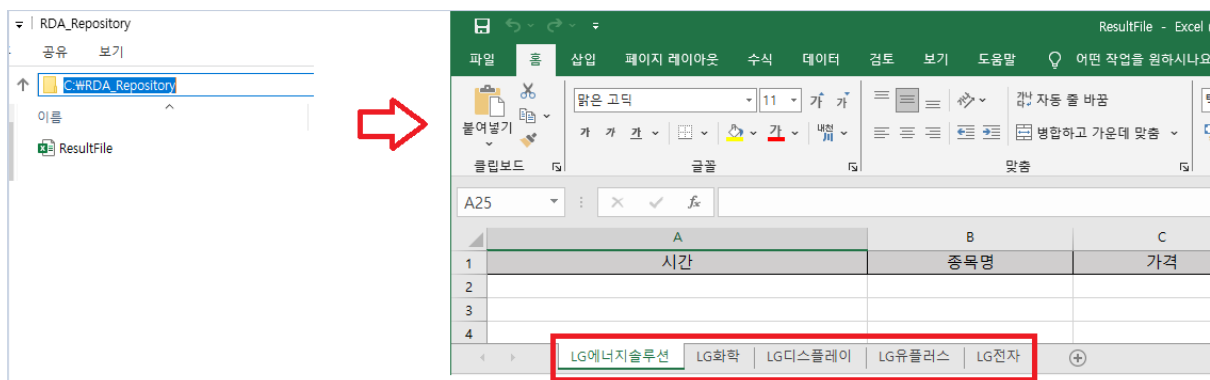 RDA_Repository
공유 보기
C:₩RDA_Repository
이름
ResultFile
ResultFile - Excel
파일 홈 삽입 페이지 레이아웃 수식 데이터 검토 보기 도움말 어떤 작업을 원하시나요
붙여넣기
맑은 고딕 11 가 가
가 가 가 가 내천 川
가나다 자동 줄 바꿈
병합하고 가운데 맞춤
클립보드 글꼴 맞춤
A25 fx
A B C
1 시간 종목명 가격
2
3
4
LG에너지솔루션 LG화학 LG디스플레이 LG유플러스 LG전자